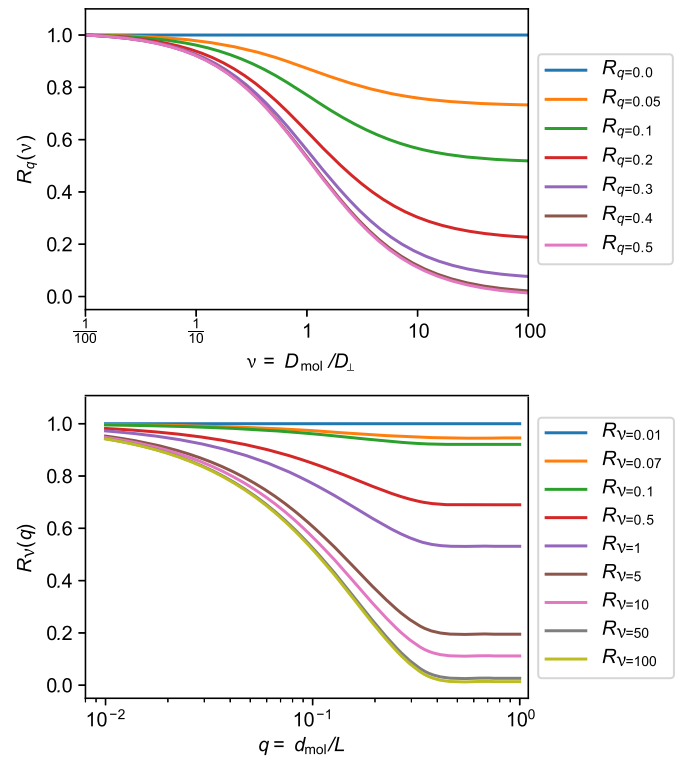 1.0
0.8
0.6
0.4
0.2
0.0
R_q(ν)
1/100
1/10
1
10
100
ν = D_mol/D_⊥
R_q=0.0
R_q=0.05
R_q=0.1
R_q=0.2
R_q=0.3
R_q=0.4
R_q=0.5
1.0
0.8
0.6
0.4
0.2
0.0
R_ν(q)
10⁻²
10⁻¹
10⁰
q = d_mol/L
R_ν=0.01
R_ν=0.07
R_ν=0.1
R_ν=0.5
R_ν=1
R_ν=5
R_ν=10
R_ν=50
R_ν=100